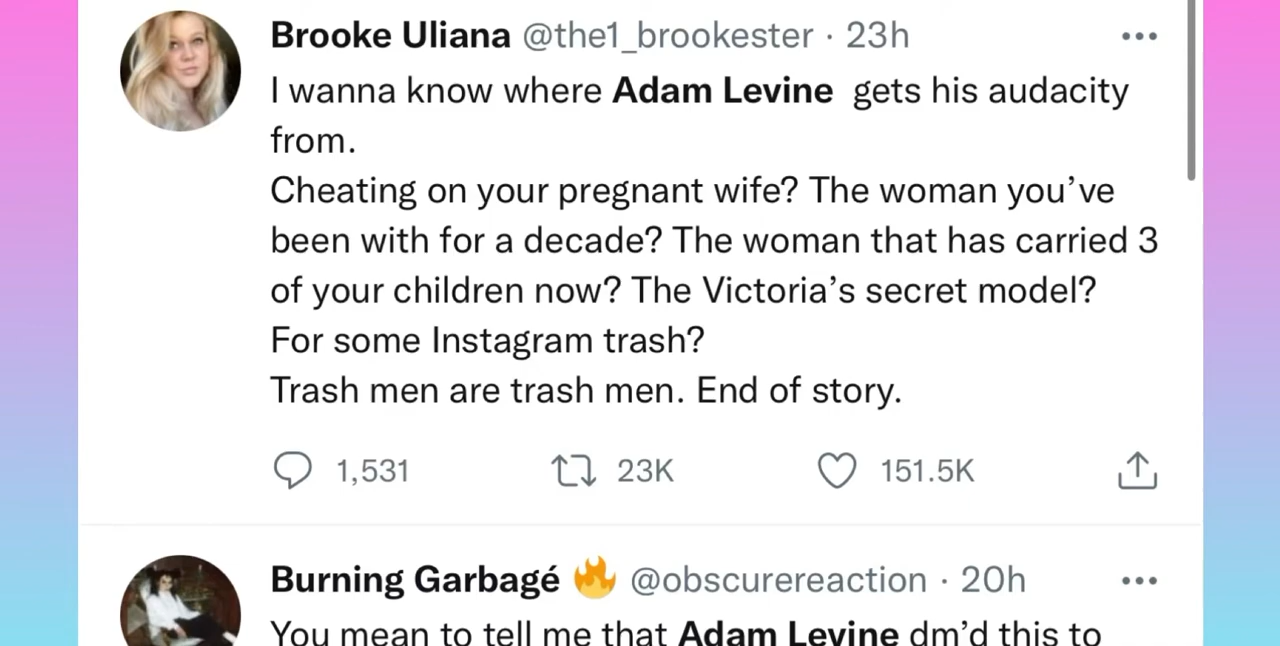 Brooke Uliana @the1_brookester · 23h
I wanna know where Adam Levine gets his audacity
from.
Cheating on your pregnant wife? The woman you’ve
been with for a decade? The woman that has carried 3
of your children now? The Victoria’s secret model?
For some Instagram trash?
Trash men are trash men. End of story.
1,531 23K 151.5K
Burning Garbagé 🔥 @obscurereaction · 20h
You mean to tell me that Adam Levine dm’d this to